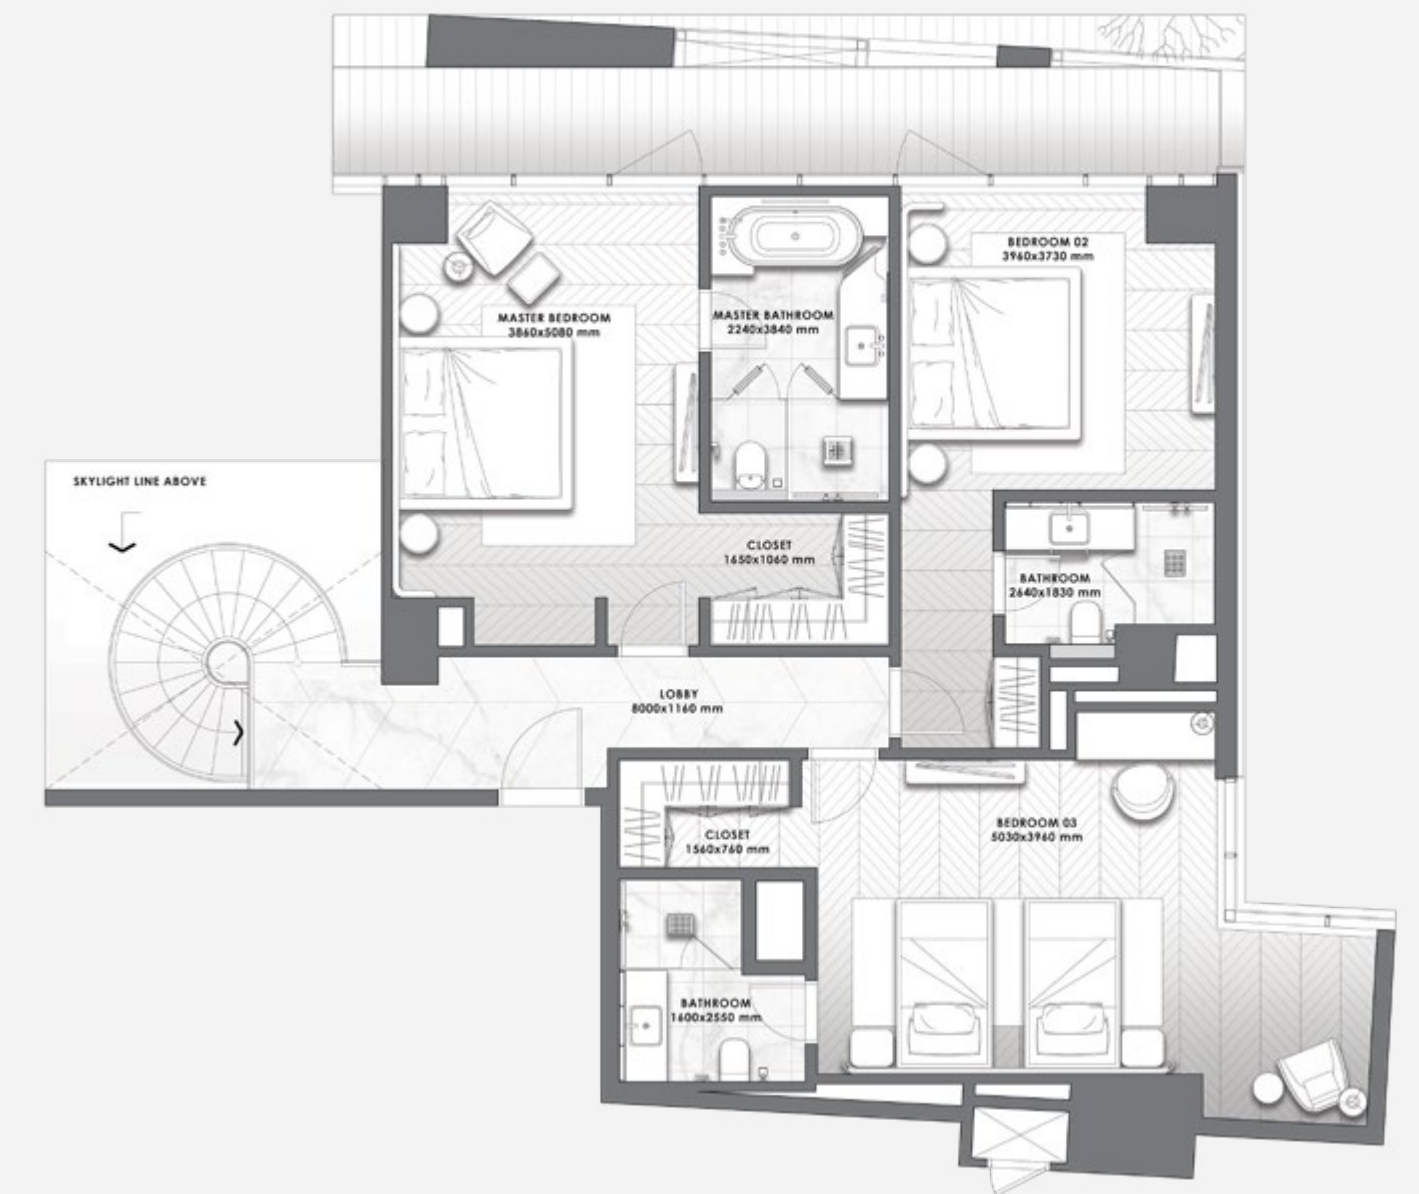 BEDROOM 02
3960x3730 mm
MASTER BEDROOM
3860x5080 mm
MASTER BATHROOM
2240x3840 mm
SKYLIGHT LINE ABOVE
CLOSET
1650x1060 mm
BATHROOM
2640x1830 mm
LOBBY
8000x1160 mm
BEDROOM 03
5030x3960 mm
CLOSET
1560x760 mm
BATHROOM
1600x2550 mm